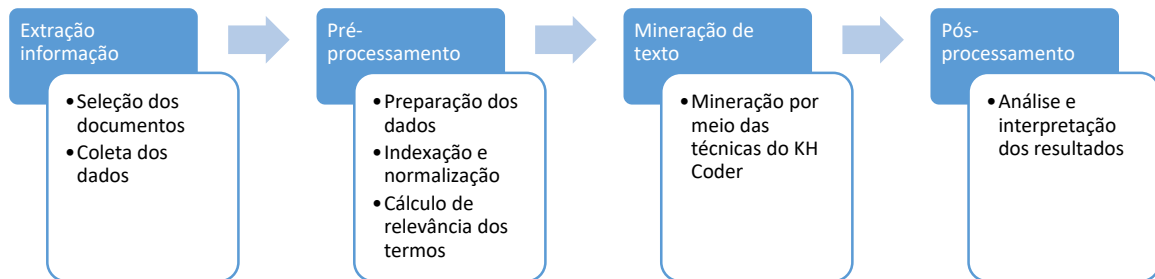 Extração
informação
•Seleção dos
documentos
•Coleta dos
dados
Pré-
processamento
•Preparação dos
dados
•Indexação e
normalização
•Cálculo de
relevância dos
termos
Mineração de
texto
•Mineração por
meio das
técnicas do KH
Coder
Pós-
processamento
•Análise e
interpretação
dos resultados